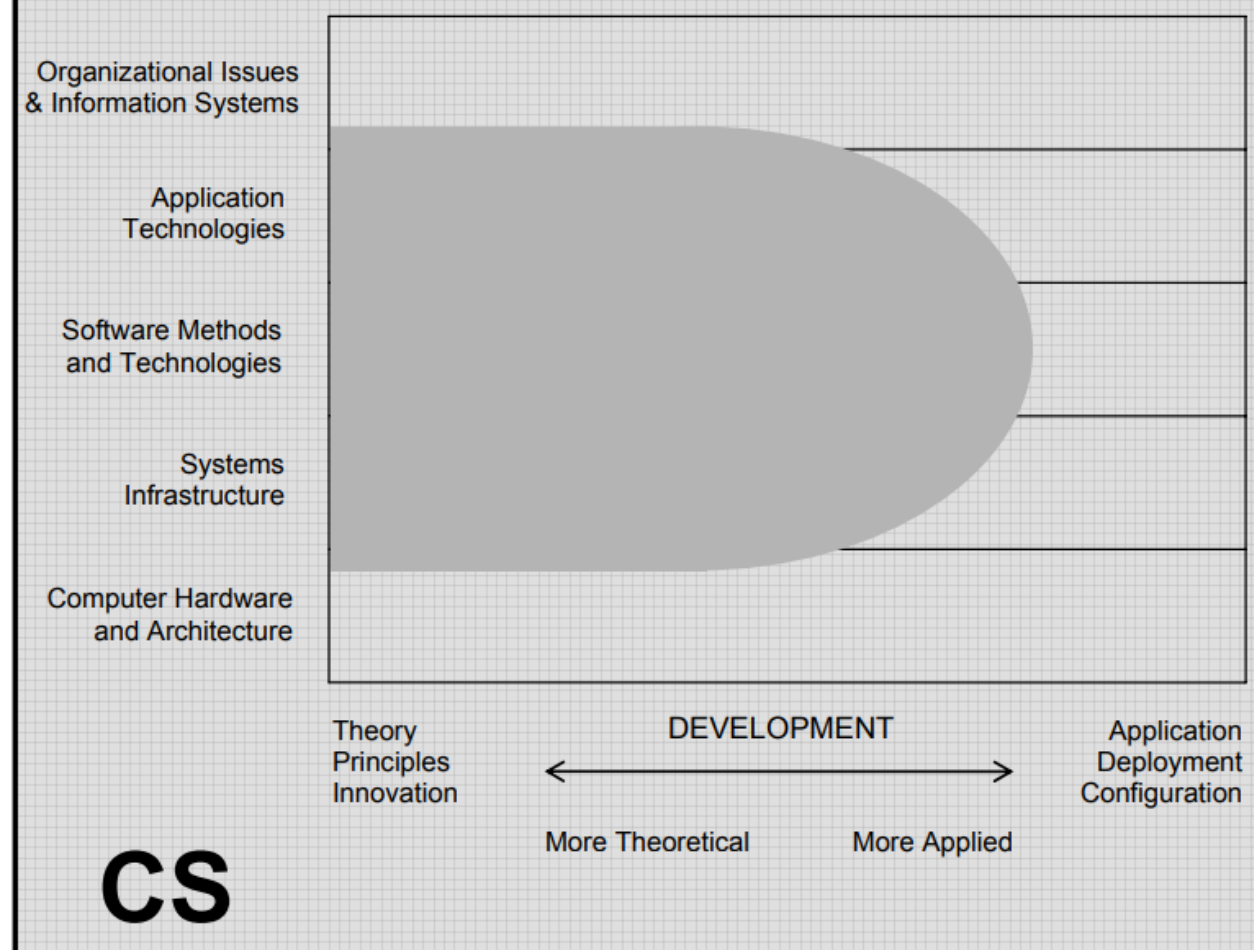 Organizational Issues
& Information Systems
Application
Technologies
Software Methods
and Technologies
Systems
Infrastructure
Computer Hardware
and Architecture
Theory
Principles
Innovation
DEVELOPMENT
Application
Deployment
Configuration
More Theoretical
More Applied
CS